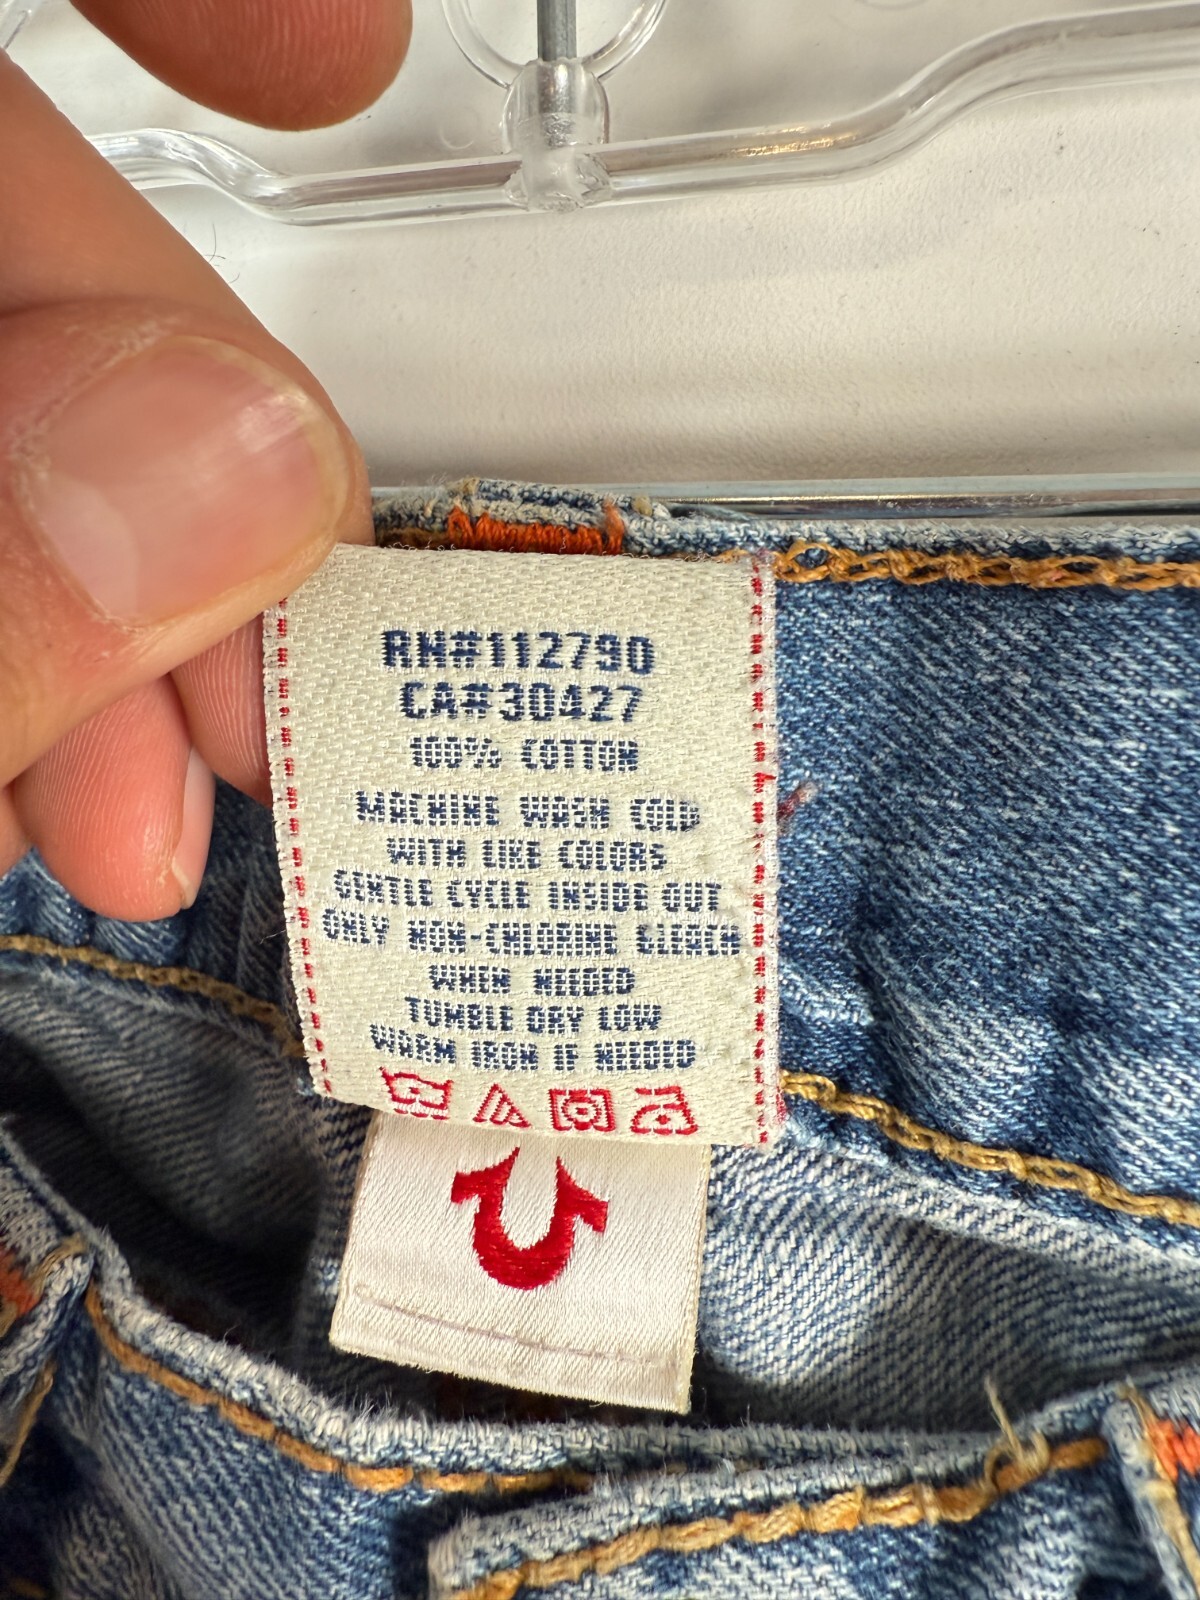 RN#112790
CA#30427
100% COTTON
MACHINE WASH COLD
WITH LIKE COLORS
GENTLE CYCLE INSIDE OUT
ONLY NON-CHLORINE BLEACH
WHEN NEEDED
TUMBLE DRY LOW
WARM IRON IF NEEDED